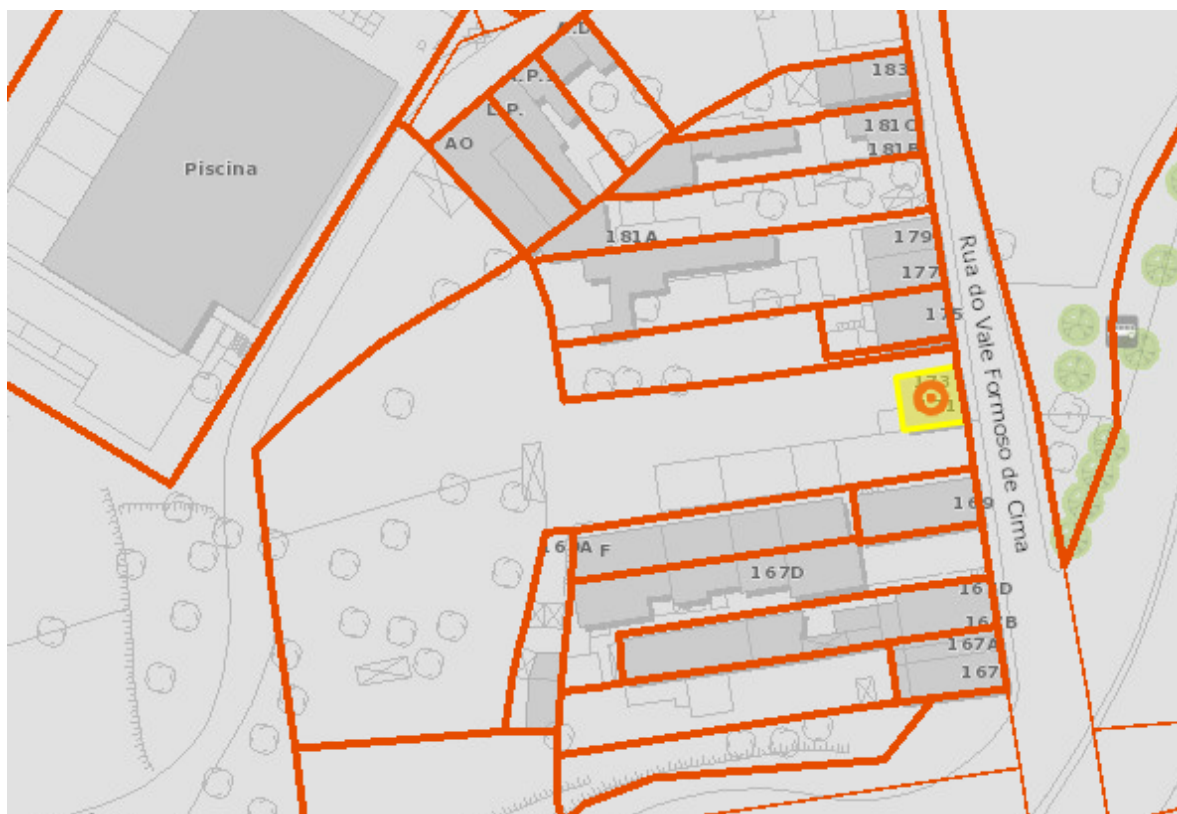 183
L.P.
181C
AO
181B
Piscina
181A
179
177
Rua do Vale Formoso de Cima
175
173
169
F
167D
167A
167